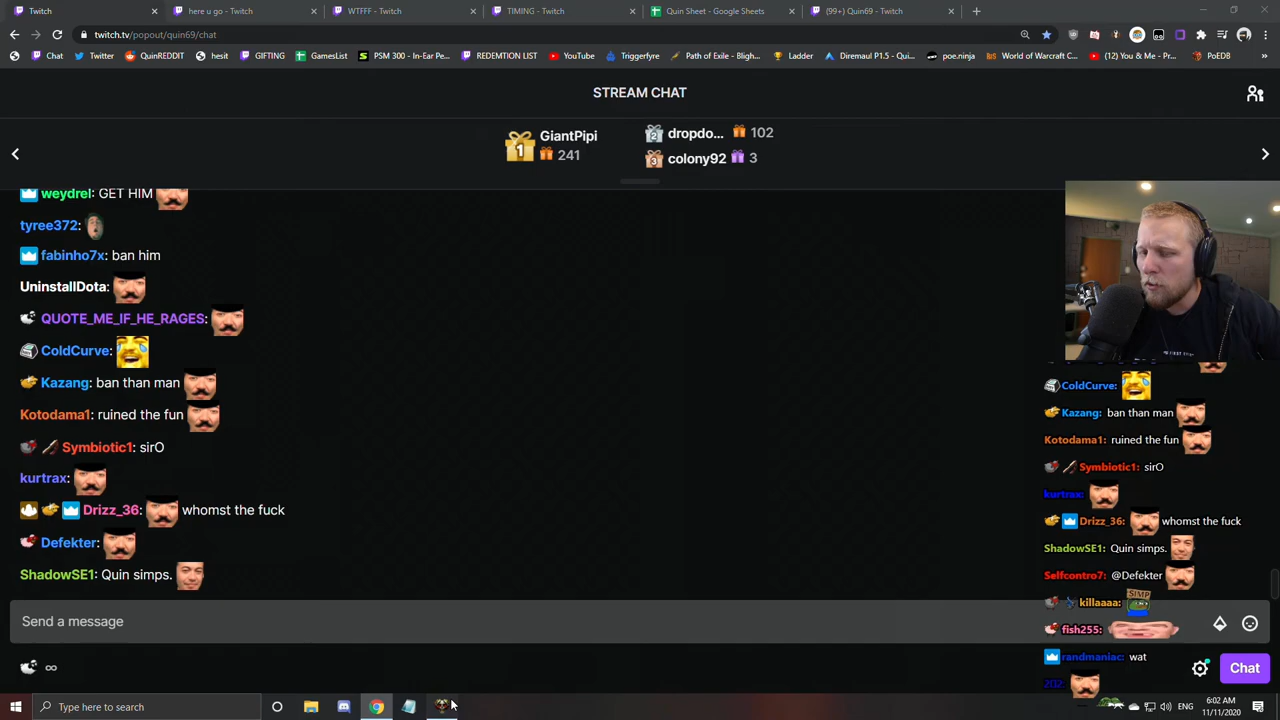 Twitch
here u go - Twitch
WTFFF - Twitch
TIMING - Twitch
Quin Sheet - Google Sheets
(99+) Quin69 - Twitch
twitch.tv/popout/quin69/chat
Chat
Twitter
QuinREDDIT
hesit
GIFTING
GamesList
PSM 300 - In-Ear Pe...
REDEMTION LIST
YouTube
Triggerfyre
Path of Exile - Bligh...
Ladder
Diremaul P1.5 - Qui...
poe.ninja
World of Warcraft C...
(12) You & Me - Pr...
PoEDB
STREAM CHAT
1 GiantPipi
241
2 dropdo... 102
3 colony92 3
weydrel: GET HIM
tyree372:
fabinho7x: ban him
UninstallDota:
QUOTE_ME_IF_HE_RAGES:
ColdCurve:
Kazang: ban than man
Kotodama1: ruined the fun
Symbiotic1: sirO
kurtrax:
Drizz_36: whomst the fuck
Defekter:
ShadowSE1: Quin simps.
Send a message
∞
Chat
ColdCurve:
Kazang: ban than man
Kotodama1: ruined the fun
Symbiotic1: sirO
kurtrax:
Drizz_36: whomst the fuck
ShadowSE1: Quin simps.
Selfcontro7: @Defekter
killaaaa: SIMP
fish255:
randmaniac: wat
Type here to search
ENG
6:02 AM
11/11/2020